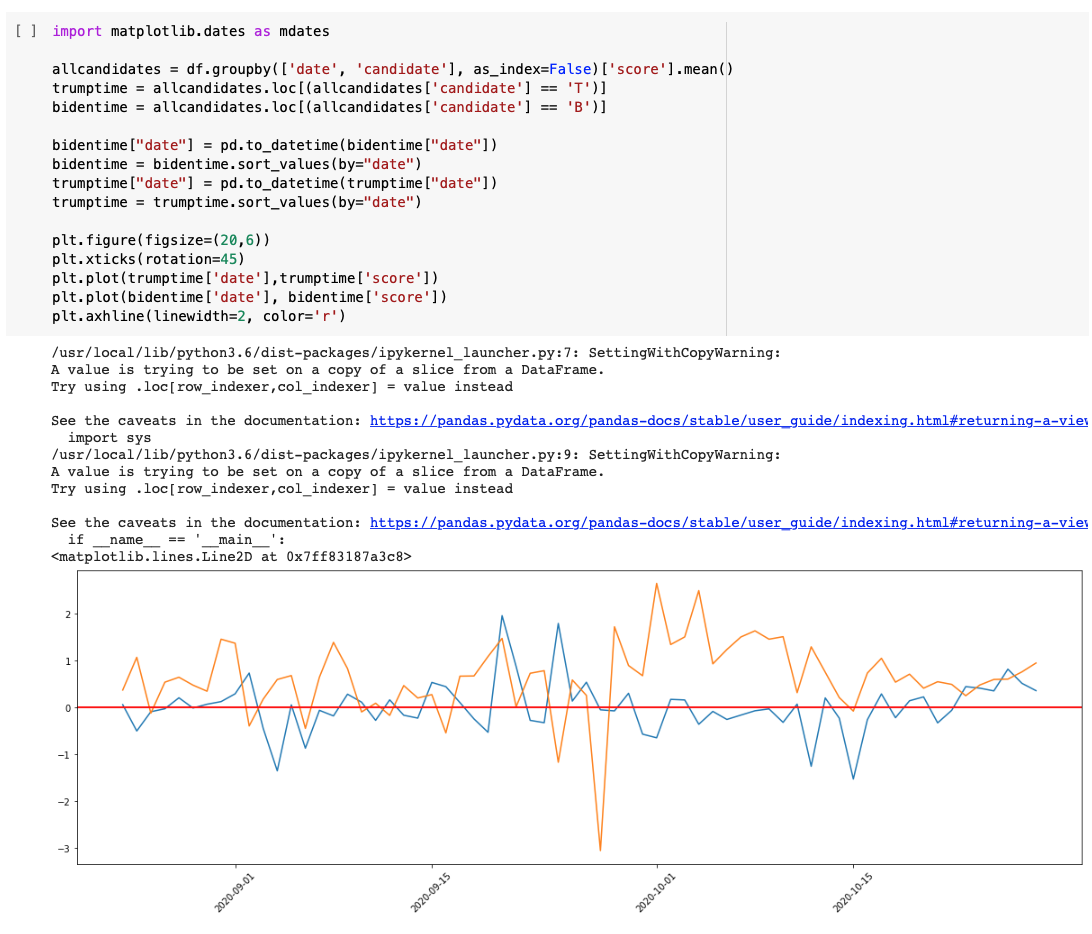 [ ] import matplotlib.dates as mdates
allcandidates = df.groupby(['date', 'candidate'], as_index=False)['score'].mean()
trumptime = allcandidates.loc[(allcandidates['candidate'] == 'T')]
bidentime = allcandidates.loc[(allcandidates['candidate'] == 'B')]
bidentime["date"] = pd.to_datetime(bidentime["date"])
bidentime = bidentime.sort_values(by="date")
trumptime["date"] = pd.to_datetime(trumptime["date"])
trumptime = trumptime.sort_values(by="date")
plt.figure(figsize=(20,6))
plt.xticks(rotation=45)
plt.plot(trumptime['date'],trumptime['score'])
plt.plot(bidentime['date'], bidentime['score'])
plt.axhline(linewidth=2, color='r')
/usr/local/lib/python3.6/dist-packages/ipykernel_launcher.py:7: SettingWithCopyWarning:
A value is trying to be set on a copy of a slice from a DataFrame.
Try using .loc[row_indexer,col_indexer] = value instead
See the caveats in the documentation: https://pandas.pydata.org/pandas-docs/stable/user_guide/indexing.html#returning-a-view
import sys
/usr/local/lib/python3.6/dist-packages/ipykernel_launcher.py:9: SettingWithCopyWarning:
A value is trying to be set on a copy of a slice from a DataFrame.
Try using .loc[row_indexer,col_indexer] = value instead
See the caveats in the documentation: https://pandas.pydata.org/pandas-docs/stable/user_guide/indexing.html#returning-a-view
if __name__ == '__main__':
<matplotlib.lines.Line2D at 0x7ff83187a3c8>
2
1
0
−1
−2
−3
2020-09-01
2020-09-15
2020-10-01
2020-10-15